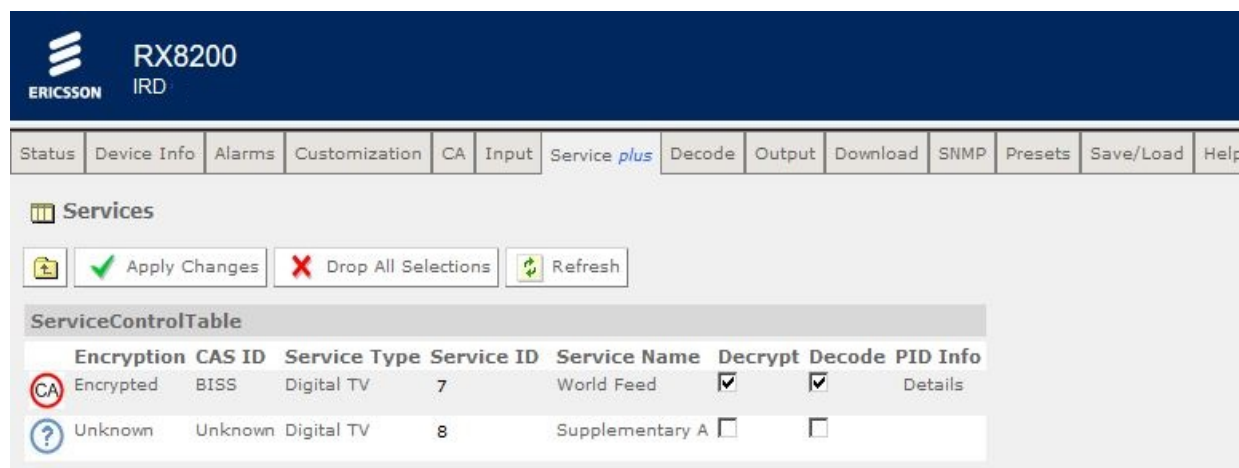 RX8200
ERICSSON IRD
Status Device Info Alarms Customization CA Input Service plus Decode Output Download SNMP Presets Save/Load Help
Services
Apply Changes Drop All Selections Refresh
ServiceControlTable
Encryption CAS ID Service Type Service ID Service Name Decrypt Decode PID Info
CA Encrypted BISS Digital TV 7 World Feed Details
? Unknown Unknown Digital TV 8 Supplementary A